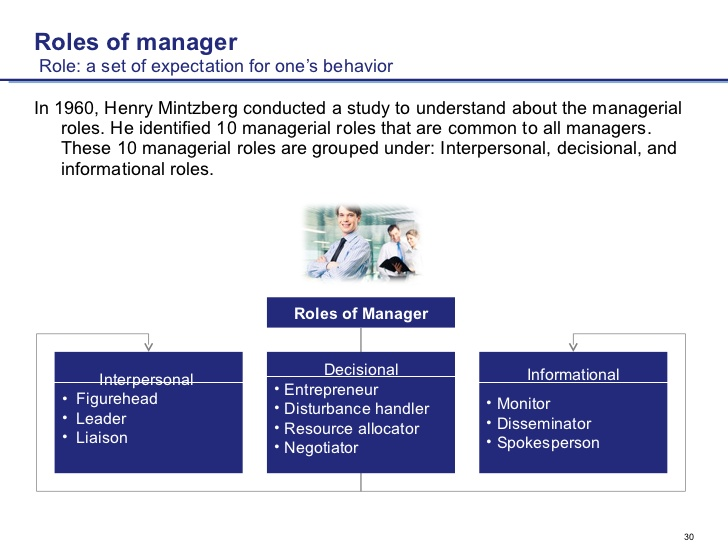 Roles of manager
Role: a set of expectation for one’s behavior
In 1960, Henry Mintzberg conducted a study to understand about the managerial
roles. He identified 10 managerial roles that are common to all managers.
These 10 managerial roles are grouped under: Interpersonal, decisional, and
informational roles.
Roles of Manager
Interpersonal
• Figurehead
• Leader
• Liaison
Decisional
• Entrepreneur
• Disturbance handler
• Resource allocator
• Negotiator
Informational
• Monitor
• Disseminator
• Spokesperson
30